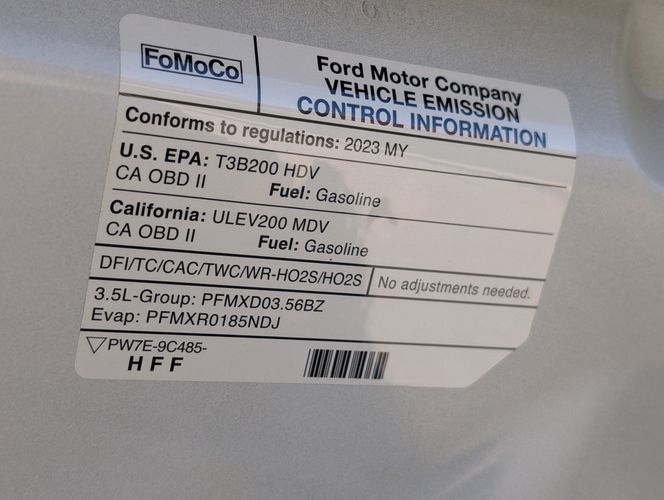 FoMoCo
Ford Motor Company
VEHICLE EMISSION
CONTROL INFORMATION
Conforms to regulations: 2023 MY
U.S. EPA: T3B200 HDV
CA OBD II Fuel: Gasoline
California: ULEV200 MDV
CA OBD II Fuel: Gasoline
DFI/TC/CAC/TWC/WR-HO2S/HO2S No adjustments needed.
3.5L-Group: PFMXD03.56BZ
Evap: PFMXR0185NDJ
PW7E-9C485-
HFF